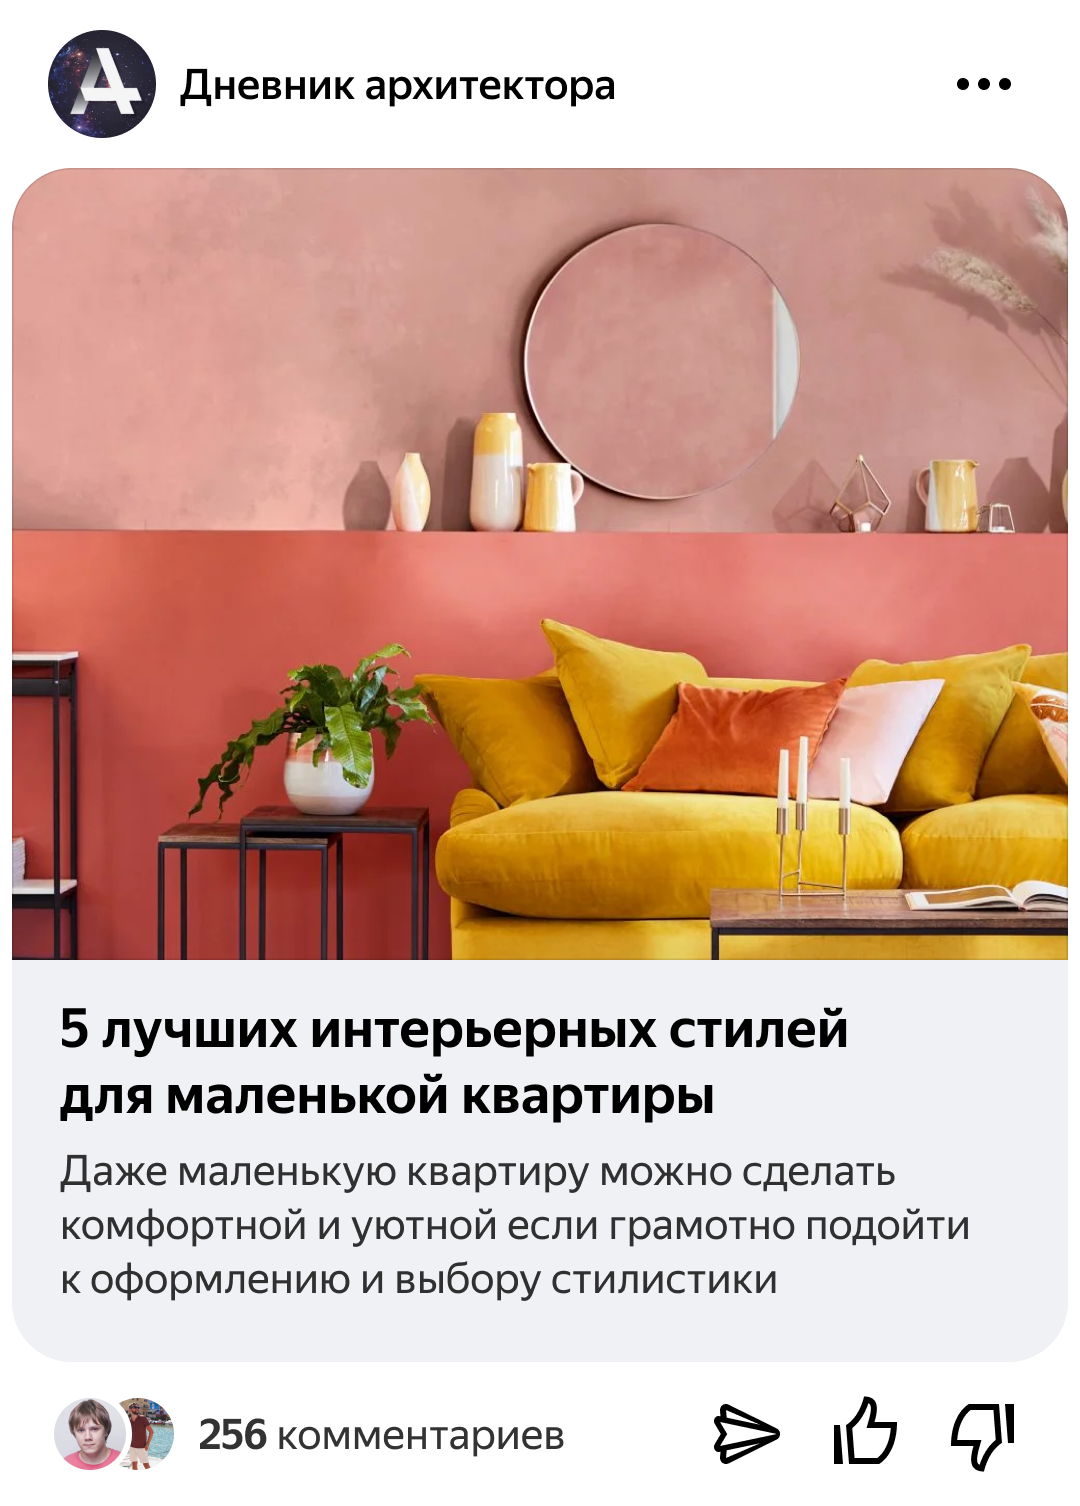 Дневник архитектора
5 лучших интерьерных стилей
для маленькой квартиры
Даже маленькую квартиру можно сделать
комфортной и уютной если грамотно подойти
к оформлению и выбору стилистики
256 комментариев